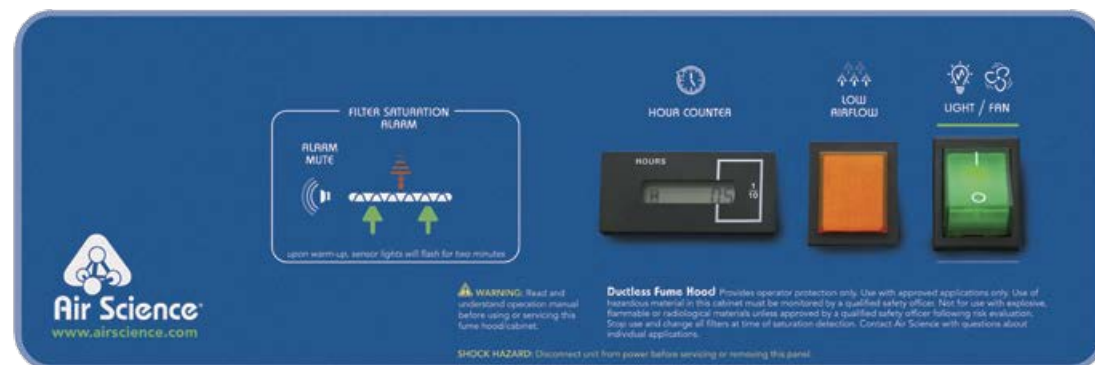 FILTER SATURATION
ALARM
ALARM
MUTE
upon warm-up, sensor lights will flash for two minutes
HOUR COUNTER
HOURS
1
10
LOW
AIRFLOW
LIGHT / FAN
Air Science®
www.airscience.com
WARNING: Read and
understand operation manual
before using or servicing this
fume hood/cabinet.
Ductless Fume Hood Provides operator protection only. Use with approved applications only. Use of
hazardous material in this cabinet must be monitored by a qualified safety officer. Not for use with explosive,
flammable or radiological materials unless approved by a qualified safety officer following risk evaluation.
Stop use and change all filters at time of saturation detection. Contact Air Science with questions about
individual applications.
SHOCK HAZARD: Disconnect unit from power before servicing or removing this panel.